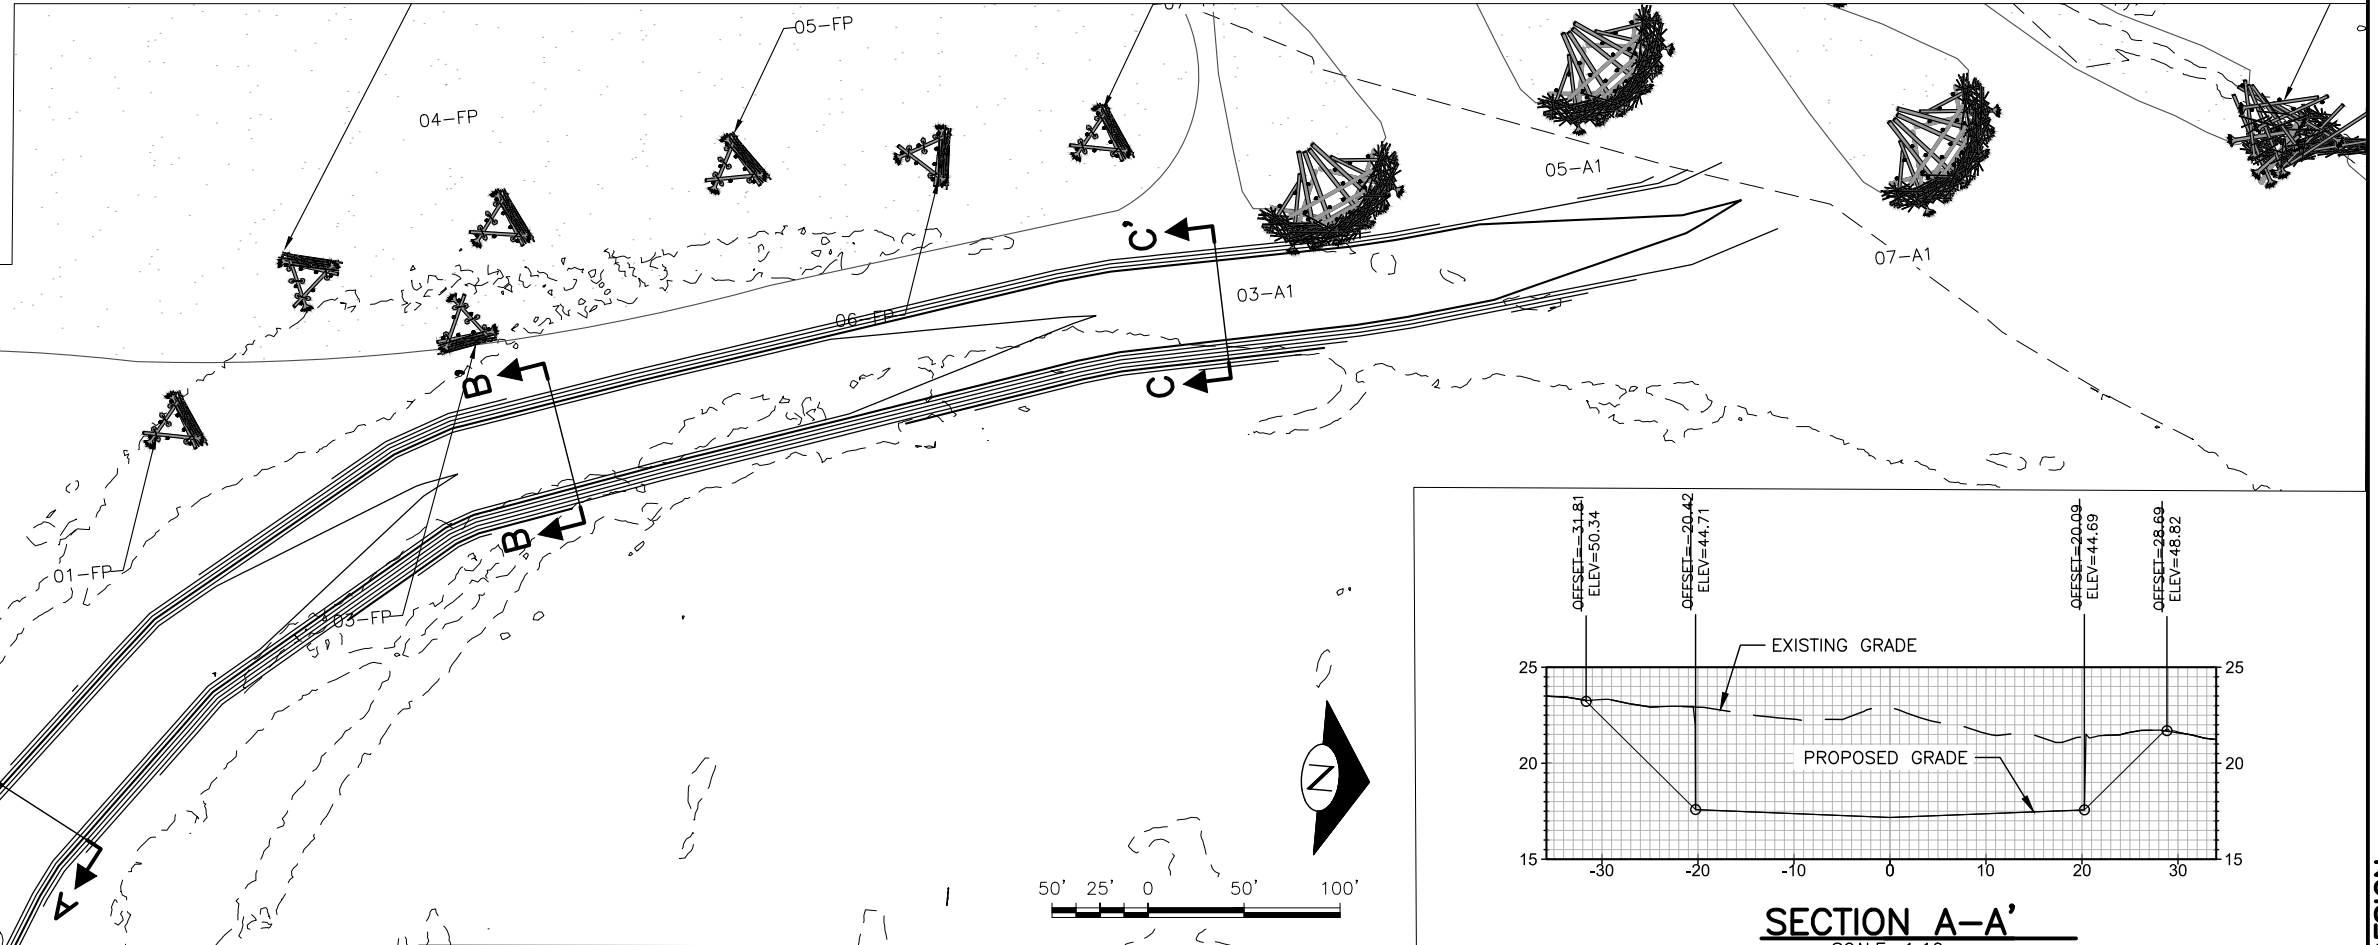 05-FP
04-FP
05-A1
07-A1
C'
03-A1
06-FP
B'
C
B
01-FP
03-FP
A
N
50' 25' 0 50' 100'
OFFSET=-31.81
ELEV=50.34
OFFSET=-20.42
ELEV=44.71
OFFSET=20.09
ELEV=44.69
OFFSET=28.69
ELEV=48.82
EXISTING GRADE
PROPOSED GRADE
25 25
20 20
15 15
-30 -20 -10 0 10 20 30
SECTION A-A'